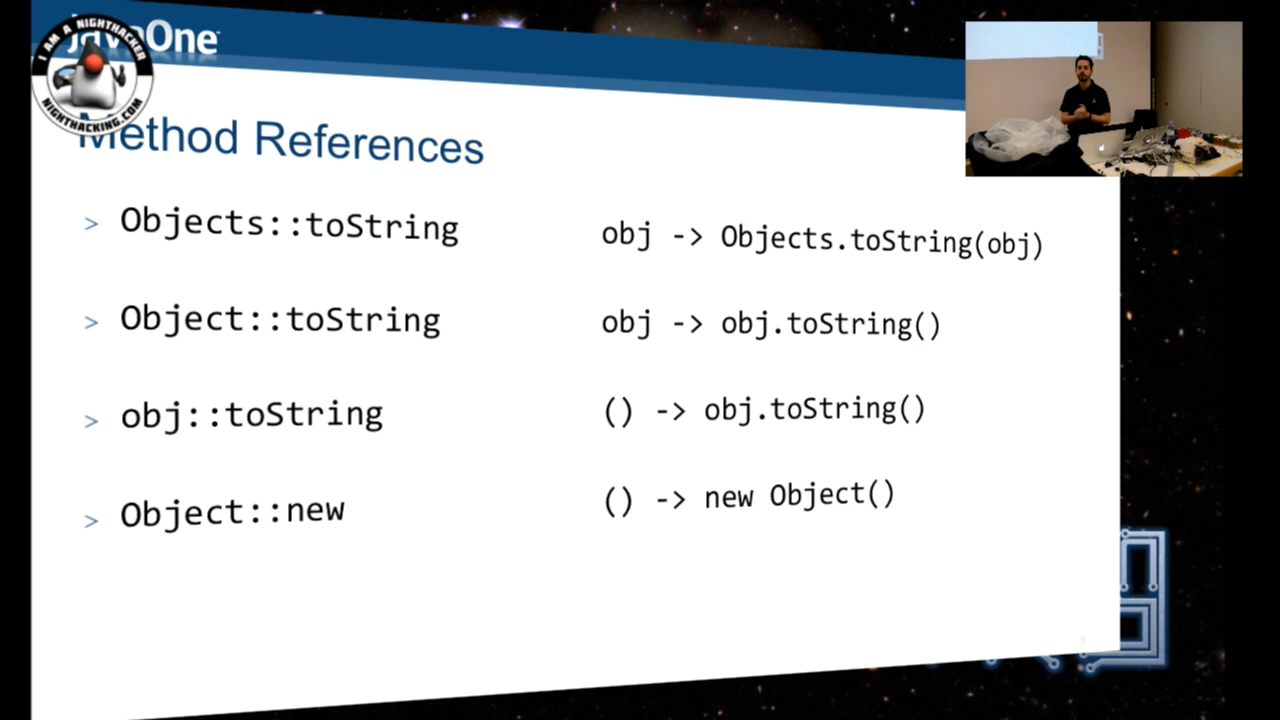 JavaOne
I AM A NIGHTHACKER
NIGHTHACKING.COM
Method References
> Objects::toString obj -> Objects.toString(obj)
> Object::toString obj -> obj.toString()
> obj::toString () -> obj.toString()
> Object::new () -> new Object()